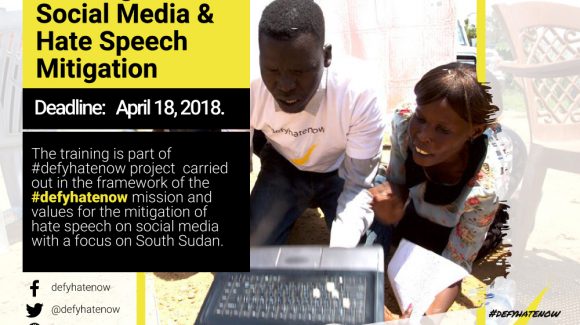 Social Media &
Hate Speech
Mitigation
Deadline: April 18, 2018.
The training is part of
#defyhatenow project carried
out in the framework of the
#defyhatenow mission and
values for the mitigation of
hate speech on social media
with a focus on South Sudan.
defyhatenow
@defyhatenow
defyhatenow
#DEFYHATENOW